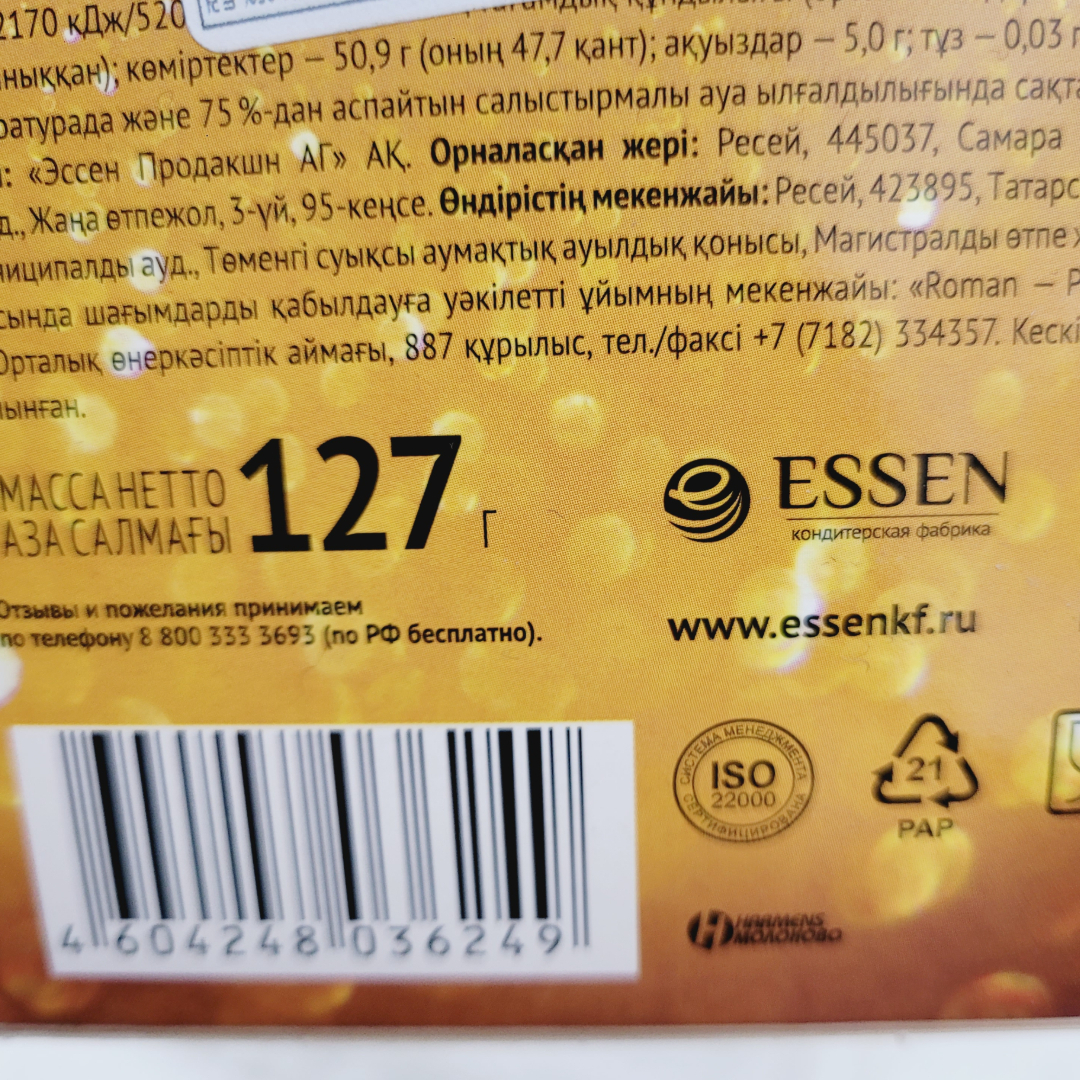 2170 кДж/520
ныққан); көміртектер – 50,9 г (оның 47,7 қант); ақуыздар – 5,0 г; тұз – 0,03 г
ратурада және 75 %-дан аспайтын салыстырмалы ауа ылғалдылығында сақта
: «Эссен Продакшн АГ» АҚ. Орналасқан жері: Ресей, 445037, Самара
д., Жаңа өтпежол, 3-үй, 95-кеңсе. Өндірістің мекенжайы: Ресей, 423895, Татарс
ниципалды ауд., Төменгі суықсы аумақтық ауылдық қонысы, Магистралды өтпе ж
сында шағымдарды қабылдауға уәкілетті ұйымның мекенжайы: «Roman – P
Орталық өнеркәсіптік аймағы, 887 құрылыс, тел./факсі +7 (7182) 334357. Кескі
ынған.
МАССА НЕТТО
АЗА САЛМАҒЫ
127 г
ESSEN
кондитерская фабрика
Отзывы и пожелания принимаем
по телефону 8 800 333 3693 (по РФ бесплатно).
www.essenkf.ru
4 604248 036249
СИСТЕМА МЕНЕДЖМЕНТА
ISO
22000
СЕРТИФИЦИРОВАНА
21
PAP
HARMENS
МОЛОКОВО